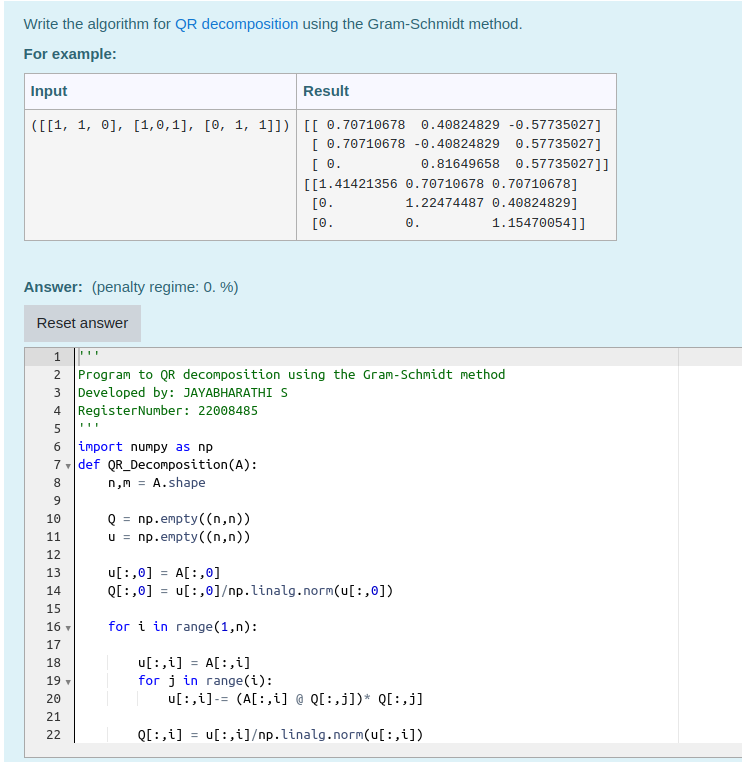 Write the algorithm for QR decomposition using the Gram-Schmidt method.
For example:
Input Result
([[1, 1, 0], [1,0,1], [0, 1, 1]]) [[ 0.70710678  0.40824829 -0.57735027]
 [ 0.70710678 -0.40824829  0.57735027]
 [ 0.          0.81649658  0.57735027]]
[[1.41421356 0.70710678 0.70710678]
 [0.         1.22474487 0.40824829]
 [0.         0.         1.15470054]]
Answer: (penalty regime: 0. %)
Reset answer
1 '''
2 Program to QR decomposition using the Gram-Schmidt method
3 Developed by: JAYABHARATHI S
4 RegisterNumber: 22008485
5 '''
6 import numpy as np
7 def QR_Decomposition(A):
8     n,m = A.shape
9
10     Q = np.empty((n,n))
11     u = np.empty((n,n))
12
13     u[:,0] = A[:,0]
14     Q[:,0] = u[:,0]/np.linalg.norm(u[:,0])
15
16     for i in range(1,n):
17
18         u[:,i] = A[:,i]
19         for j in range(i):
20             u[:,i]-= (A[:,i] @ Q[:,j])* Q[:,j]
21
22         Q[:,i] = u[:,i]/np.linalg.norm(u[:,i])